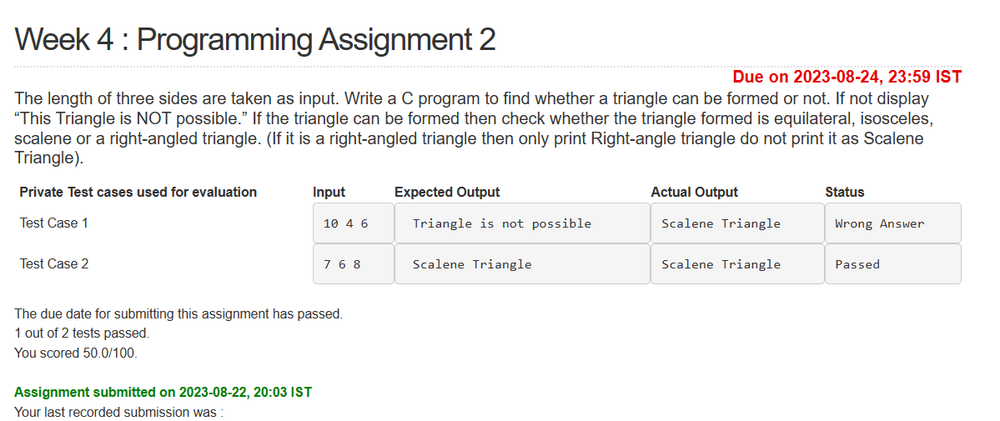 Week 4 : Programming Assignment 2
Due on 2023-08-24, 23:59 IST
The length of three sides are taken as input. Write a C program to find whether a triangle can be formed or not. If not display
“This Triangle is NOT possible.” If the triangle can be formed then check whether the triangle formed is equilateral, isosceles,
scalene or a right-angled triangle. (If it is a right-angled triangle then only print Right-angle triangle do not print it as Scalene
Triangle).
Private Test cases used for evaluation Input Expected Output Actual Output Status
Test Case 1 10 4 6 Triangle is not possible Scalene Triangle Wrong Answer
Test Case 2 7 6 8 Scalene Triangle Scalene Triangle Passed
The due date for submitting this assignment has passed.
1 out of 2 tests passed.
You scored 50.0/100.
Assignment submitted on 2023-08-22, 20:03 IST
Your last recorded submission was :